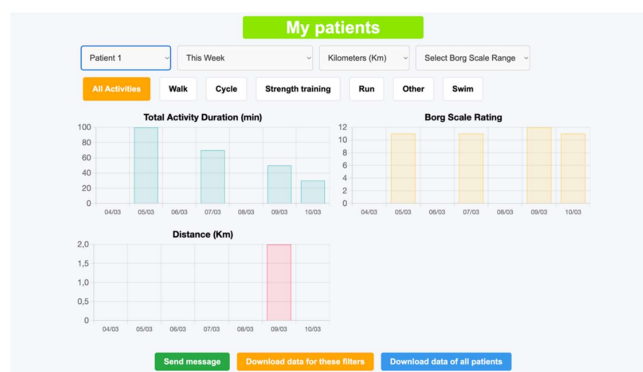 My patients
Patient 1 This Week Kilometers (Km) Select Borg Scale Range
All Activities Walk Cycle Strength training Run Other Swim
Total Activity Duration (min)
100
80
60
40
20
0
04/03 05/03 06/03 07/03 08/03 09/03 10/03
Borg Scale Rating
12
10
8
6
4
2
0
04/03 05/03 06/03 07/03 08/03 09/03 10/03
Distance (Km)
2,0
1,5
1,0
0,5
0
04/03 05/03 06/03 07/03 08/03 09/03 10/03
Send message Download data for these filters Download data of all patients